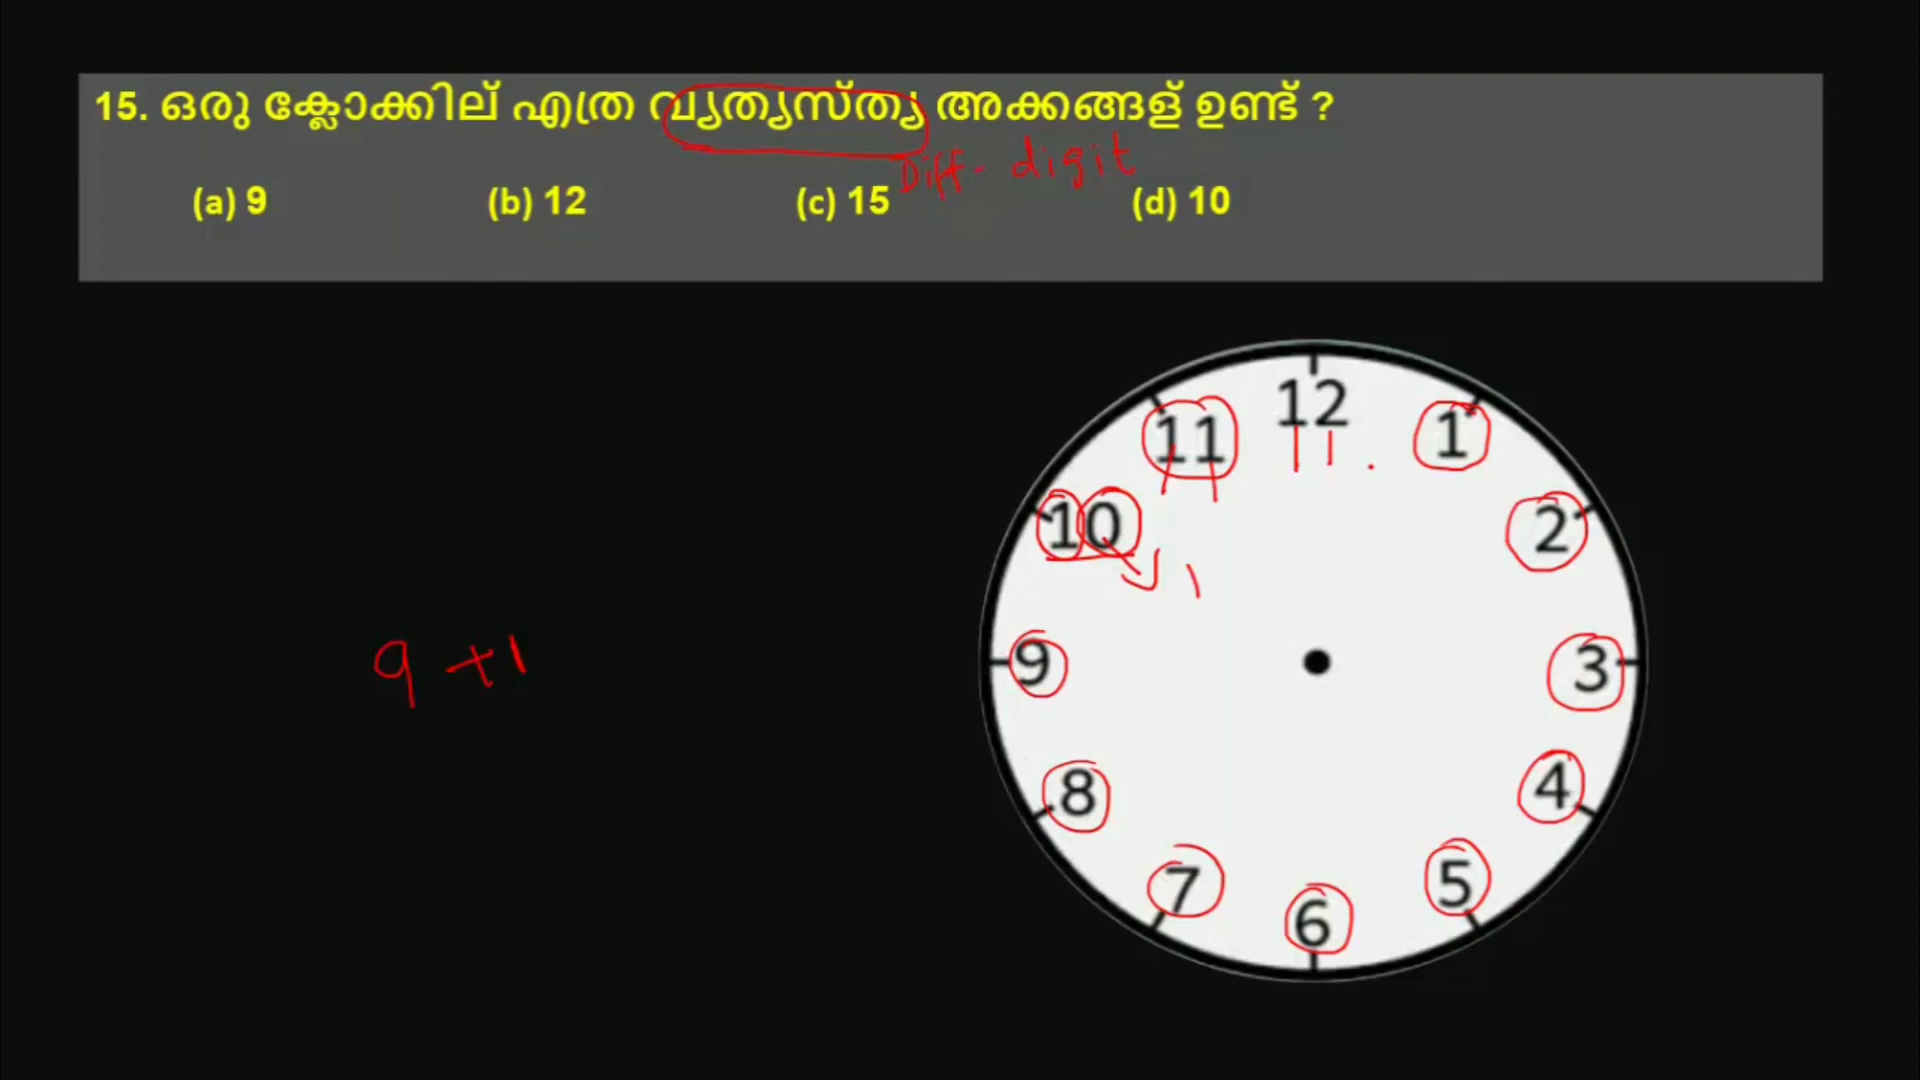 15. ഒരു ക്ലോക്കില് എത്ര വ്യത്യസ്ത്യ അക്കങ്ങള് ഉണ്ട് ?
Diff - digit
(a) 9 (b) 12 (c) 15 (d) 10
12
11 1
10 2
9 3
8 4
7 5
6
9 +1